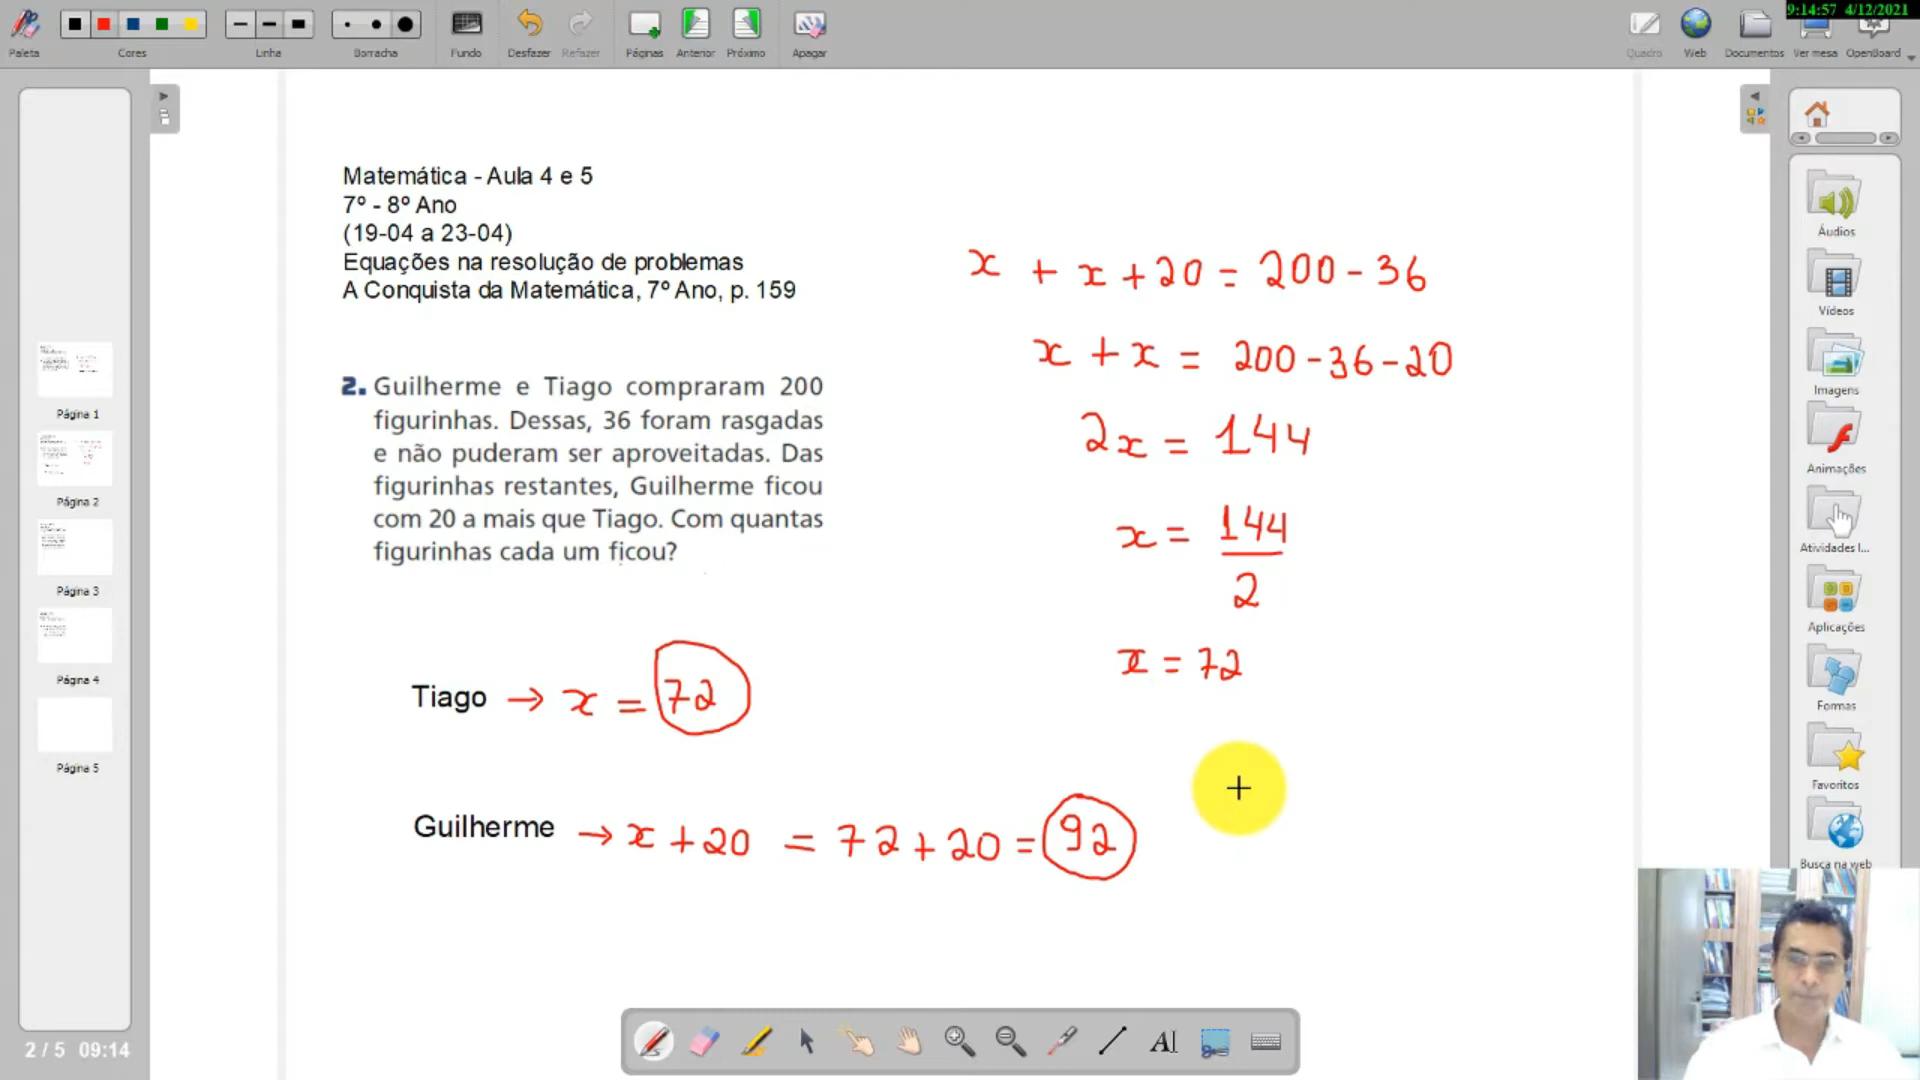 9:14:57 4/12/2021
Paleta
Cores
Linha
Borracha
Fundo
Desfazer
Refazer
Páginas
Anterior
Próximo
Apagar
Quadro
Web
Documentos
Ver mesa
OpenBoard
Matemática - Aula 4 e 5
7º - 8º Ano
(19-04 a 23-04)
Equações na resolução de problemas
A Conquista da Matemática, 7º Ano, p. 159
2. Guilherme e Tiago compraram 200
figurinhas. Dessas, 36 foram rasgadas
e não puderam ser aproveitadas. Das
figurinhas restantes, Guilherme ficou
com 20 a mais que Tiago. Com quantas
figurinhas cada um ficou?
x + x + 20 = 200 - 36
x + x = 200 - 36 - 20
2x = 144
x = 144
2
x = 72
Tiago → x = 72
Guilherme → x + 20 = 72 + 20 = 92
Página 1
Página 2
Página 3
Página 4
Página 5
2 / 5 09:14
Áudios
Vídeos
Imagens
Animações
Atividades I...
Aplicações
Formas
Favoritos
Busca na web
AI